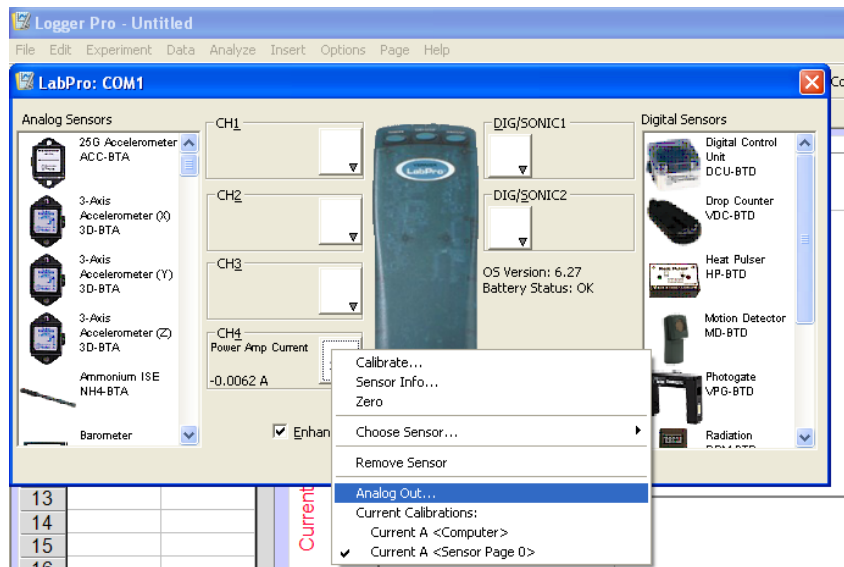 Logger Pro - Untitled
File Edit Experiment Data Analyze Insert Options Page Help
LabPro: COM1
Analog Sensors
25G Accelerometer
ACC-BTA
3-Axis
Accelerometer (X)
3D-BTA
3-Axis
Accelerometer (Y)
3D-BTA
3-Axis
Accelerometer (Z)
3D-BTA
Ammonium ISE
NH4-BTA
Barometer
CH1
CH2
CH3
CH4
Power Amp Current
-0.0062 A
Enhan
LabPro
DIG/SONIC1
DIG/SONIC2
OS Version: 6.27
Battery Status: OK
Digital Sensors
Digital Control
Unit
DCU-BTD
Drop Counter
VDC-BTD
Heat Pulser
HP-BTD
Motion Detector
MD-BTD
Photogate
VPG-BTD
Radiation
Calibrate...
Sensor Info...
Zero
Choose Sensor...
Remove Sensor
Analog Out...
Current Calibrations:
Current A <Computer>
Current A <Sensor Page 0>
13
14
15
Current
Co